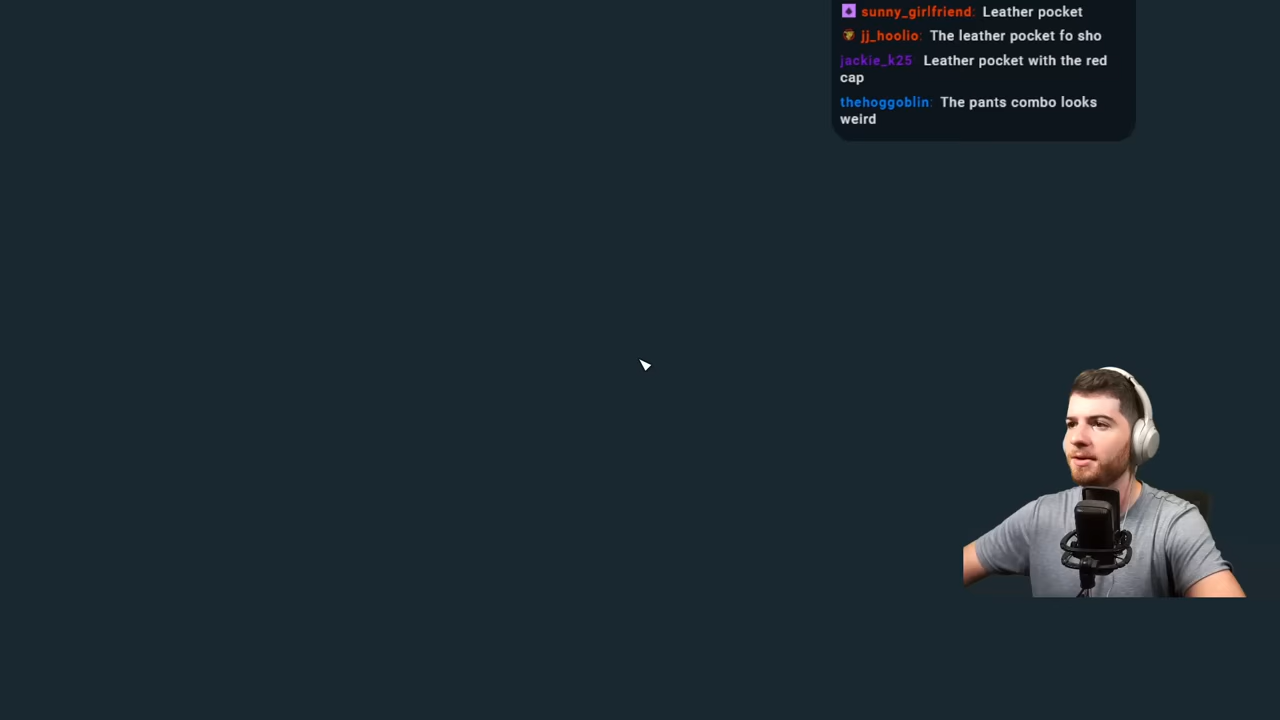 sunny_girlfriend: Leather pocket
jj_hoolio: The leather pocket fo sho
jackie_k25: Leather pocket with the red
cap
thehoggoblin: The pants combo looks
weird